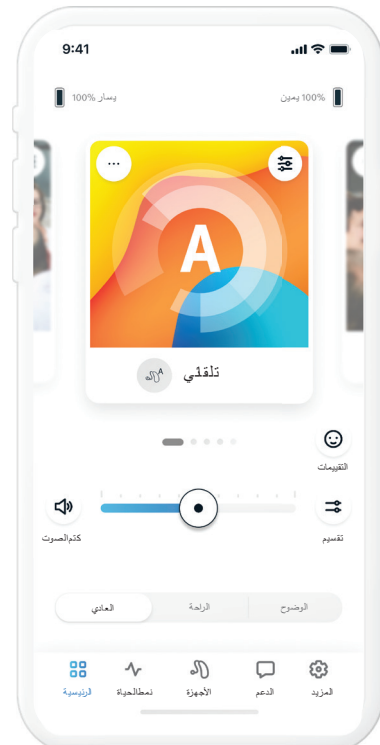 9:41
100% يمين
يسار 100%
A
تلقئي
A
التقييمات
كتم‌الصوت
تقسيم
الوضوح
الراحة
العادي
المزيد
الدعم
الأجهزة
نمط‌الحياة
الرئيسية